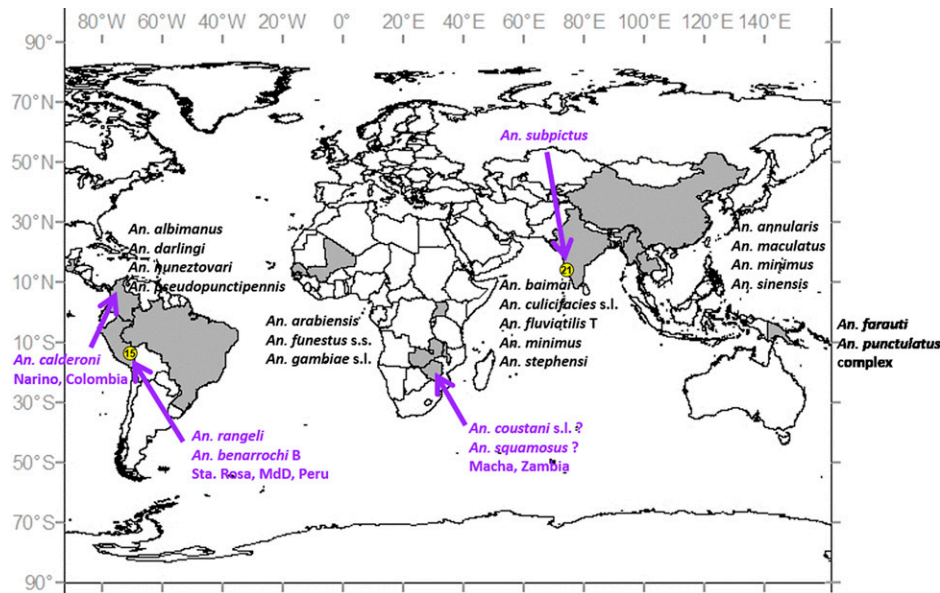 80°W 60°W 40°W 20°W 0° 20°E 40°E 60°E 80°E 100°E 120°E 140°E
90°
70°N
50°N
30°N
10°N
10°S
30°S
50°S
70°S
90°
An. subpictus
An. albimanus
An. darlingi
An. nuneztovari
An. pseudopunctipennis
An. annularis
An. maculatus
An. minimus
An. sinensis
21
An. baimai
An. culicifacies s.l.
An. fluviatilis T
An. minimus
An. stephensi
An. arabiensis
An. funestus s.s.
An. gambiae s.l.
An. farauti
An. punctulatus
complex
15
An. calderoni
Narino, Colombia
An. rangeli
An. benarrochi B
Sta. Rosa, MdD, Peru
An. coustani s.l. ?
An. squamosus ?
Macha, Zambia